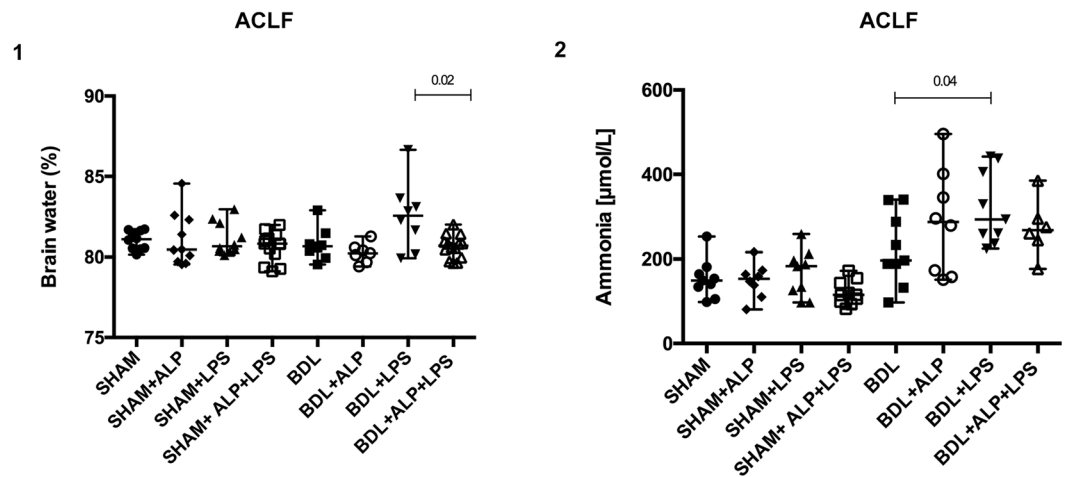 ACLF
1
0.02
90
85
80
75
Brain water (%)
SHAM
SHAM+ALP
SHAM+LPS
SHAM+ ALP+LPS
BDL
BDL+ALP
BDL+LPS
BDL+ALP+LPS
ACLF
2
0.04
600
400
200
0
Ammonia [µmol/L]
SHAM
SHAM+ALP
SHAM+LPS
SHAM+ ALP+LPS
BDL
BDL+ALP
BDL+LPS
BDL+ALP+LPS